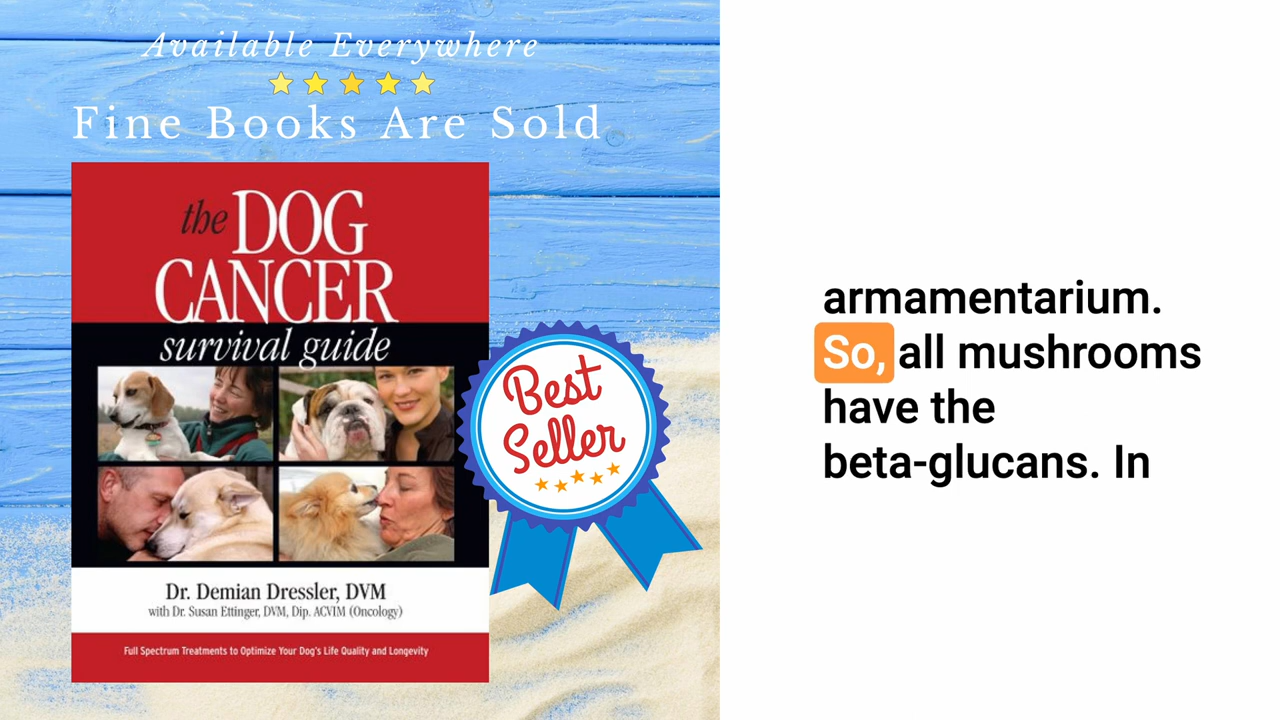 Available Everywhere
Fine Books Are Sold
the DOG
CANCER
survival guide
Dr. Demian Dressler, DVM
with Dr. Susan Ettinger, DVM, Dip. ACVIM (Oncology)
Full Spectrum Treatments to Optimize Your Dog's Life Quality and Longevity
Best
Seller
armamentarium.
So, all mushrooms
have the
beta-glucans. In